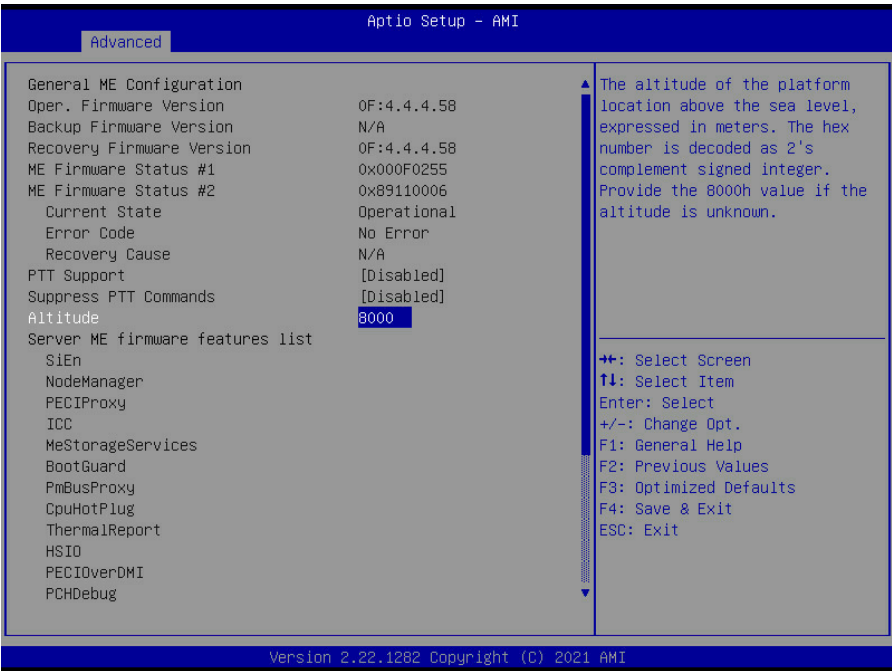 Aptio Setup – AMI
Advanced
General ME Configuration
Oper. Firmware Version 0F:4.4.4.58
Backup Firmware Version N/A
Recovery Firmware Version 0F:4.4.4.58
ME Firmware Status #1 0x000F0255
ME Firmware Status #2 0x89110006
Current State Operational
Error Code No Error
Recovery Cause N/A
PTT Support [Disabled]
Suppress PTT Commands [Disabled]
Altitude 8000
Server ME firmware features list
SiEn
NodeManager
PECIProxy
ICC
MeStorageServices
BootGuard
PmBusProxy
CpuHotPlug
ThermalReport
HSIO
PECIOverDMI
PCHDebug
The altitude of the platform
location above the sea level,
expressed in meters. The hex
number is decoded as 2's
complement signed integer.
Provide the 8000h value if the
altitude is unknown.
→←: Select Screen
↑↓: Select Item
Enter: Select
+/-: Change Opt.
F1: General Help
F2: Previous Values
F3: Optimized Defaults
F4: Save & Exit
ESC: Exit
Version 2.22.1282 Copyright (C) 2021 AMI